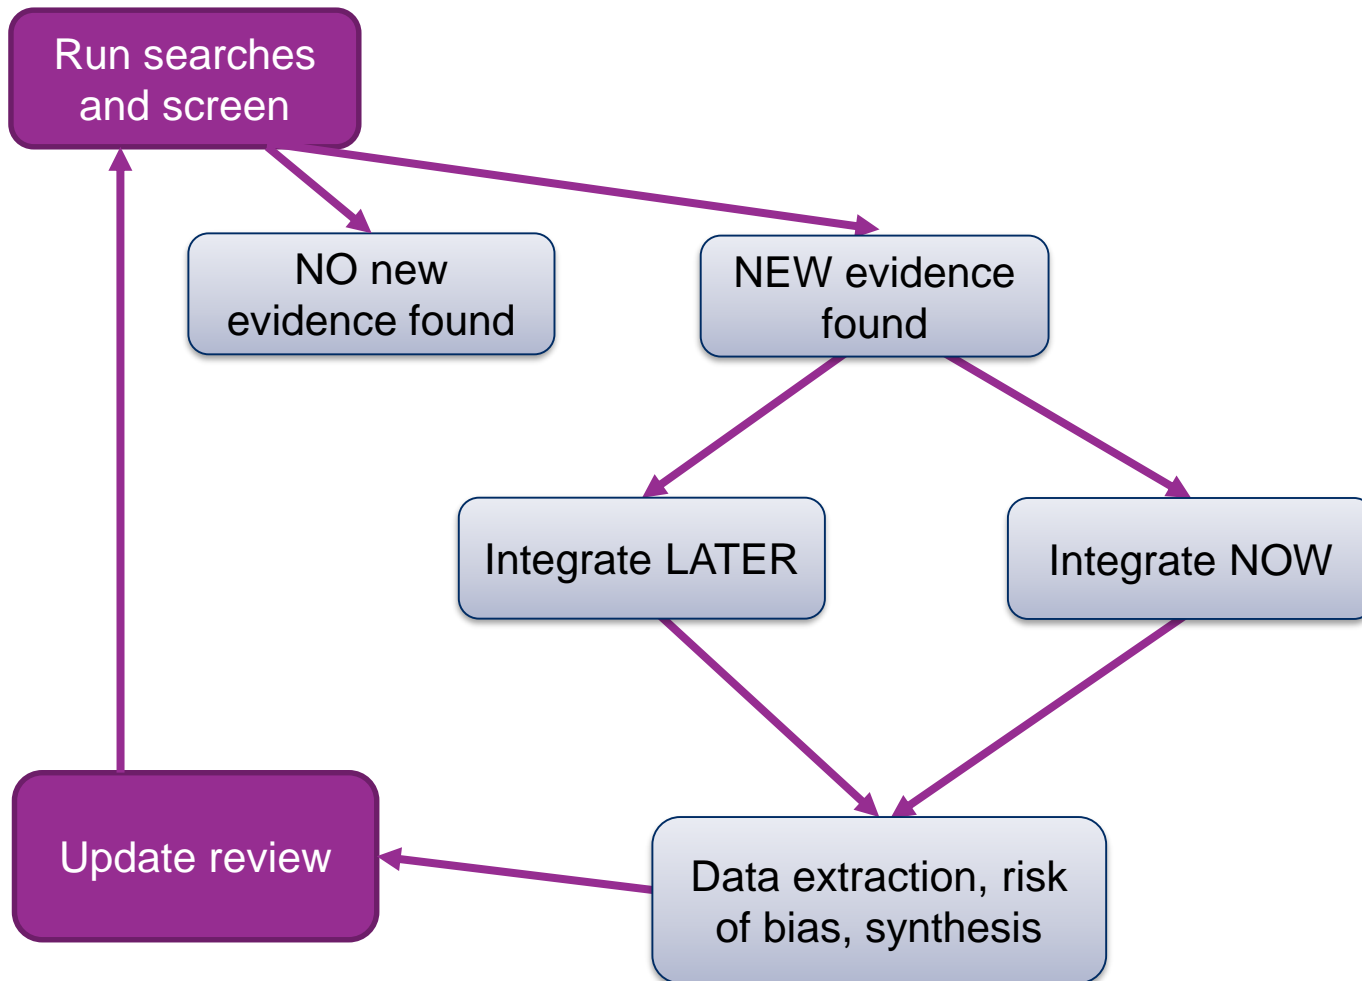 Run searches
and screen
NO new
evidence found
NEW evidence
found
Integrate LATER
Integrate NOW
Update review
Data extraction, risk
of bias, synthesis